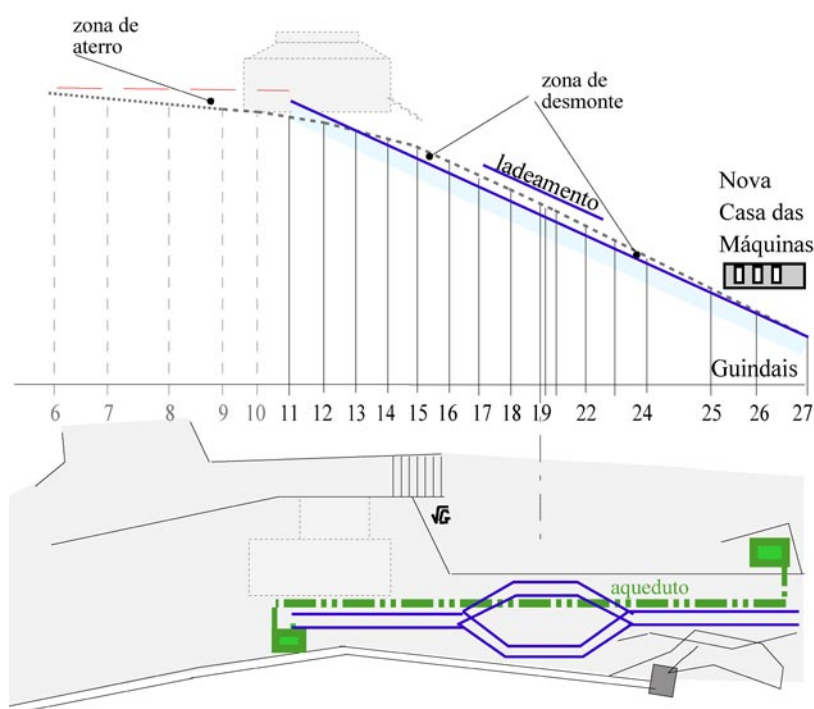 zona de
aterro
zona de
desmonte
ladeamento
Nova
Casa das
Máquinas
Guindais
6 7 8 9 10 11 12 13 14 15 16 17 18 19 22 24 25 26 27
√G
aqueduto